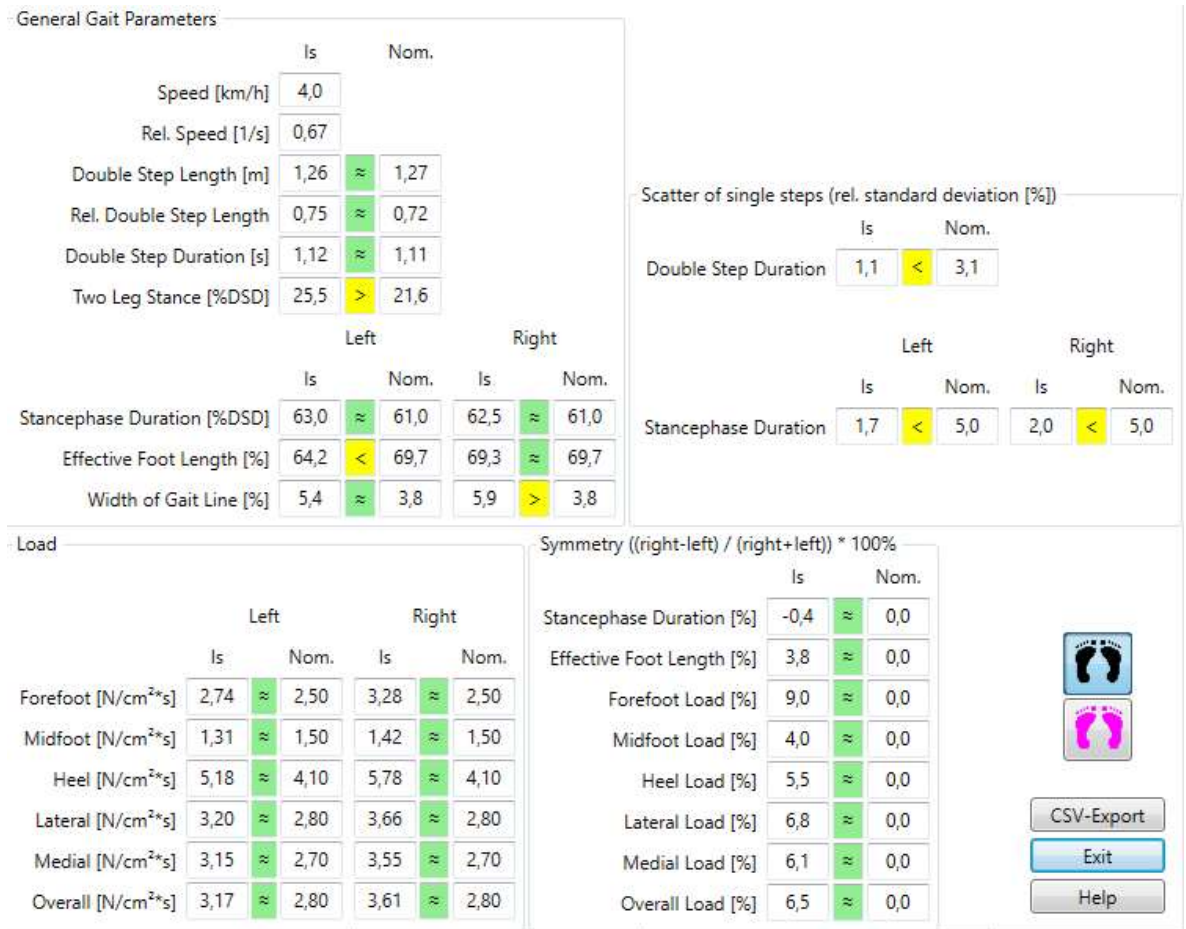 General Gait Parameters
Is Nom.
Speed [km/h] 4,0
Rel. Speed [1/s] 0,67
Double Step Length [m] 1,26 ≈ 1,27
Rel. Double Step Length 0,75 ≈ 0,72
Double Step Duration [s] 1,12 ≈ 1,11
Two Leg Stance [%DSD] 25,5 > 21,6
Left Right
Is Nom. Is Nom.
Stancephase Duration [%DSD] 63,0 ≈ 61,0 62,5 ≈ 61,0
Effective Foot Length [%] 64,2 < 69,7 69,3 ≈ 69,7
Width of Gait Line [%] 5,4 ≈ 3,8 5,9 > 3,8
Scatter of single steps (rel. standard deviation [%])
Is Nom.
Double Step Duration 1,1 < 3,1
Left Right
Is Nom. Is Nom.
Stancephase Duration 1,7 < 5,0 2,0 < 5,0
Load
Left Right
Is Nom. Is Nom.
Forefoot [N/cm²*s] 2,74 ≈ 2,50 3,28 ≈ 2,50
Midfoot [N/cm²*s] 1,31 ≈ 1,50 1,42 ≈ 1,50
Heel [N/cm²*s] 5,18 ≈ 4,10 5,78 ≈ 4,10
Lateral [N/cm²*s] 3,20 ≈ 2,80 3,66 ≈ 2,80
Medial [N/cm²*s] 3,15 ≈ 2,70 3,55 ≈ 2,70
Overall [N/cm²*s] 3,17 ≈ 2,80 3,61 ≈ 2,80
Symmetry ((right-left) / (right+left)) * 100%
Is Nom.
Stancephase Duration [%] -0,4 ≈ 0,0
Effective Foot Length [%] 3,8 ≈ 0,0
Forefoot Load [%] 9,0 ≈ 0,0
Midfoot Load [%] 4,0 ≈ 0,0
Heel Load [%] 5,5 ≈ 0,0
Lateral Load [%] 6,8 ≈ 0,0
Medial Load [%] 6,1 ≈ 0,0
Overall Load [%] 6,5 ≈ 0,0
CSV-Export
Exit
Help